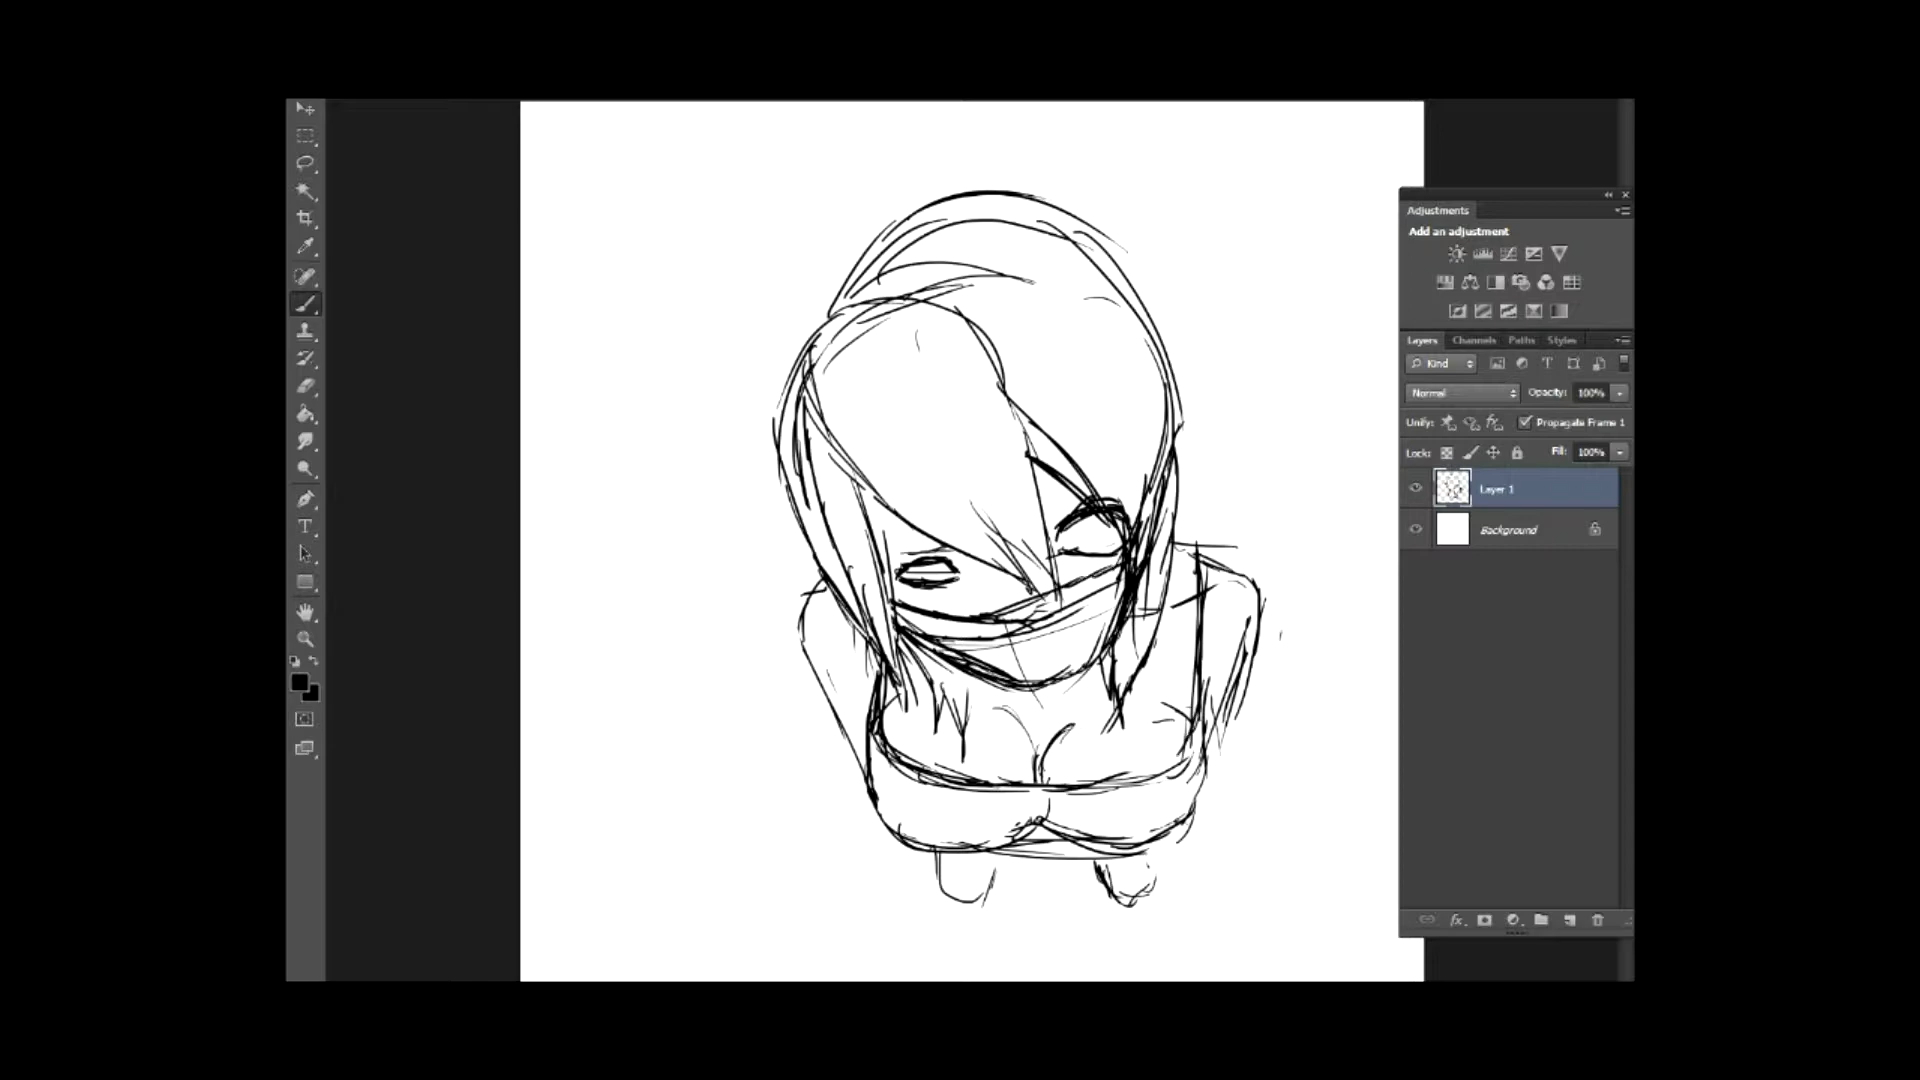 Adjustments
Add an adjustment
Layers Channels Paths Styles
Kind
Normal Opacity: 100%
Unify: Propagate Frame 1
Lock: Fill: 100%
Layer 1
Background